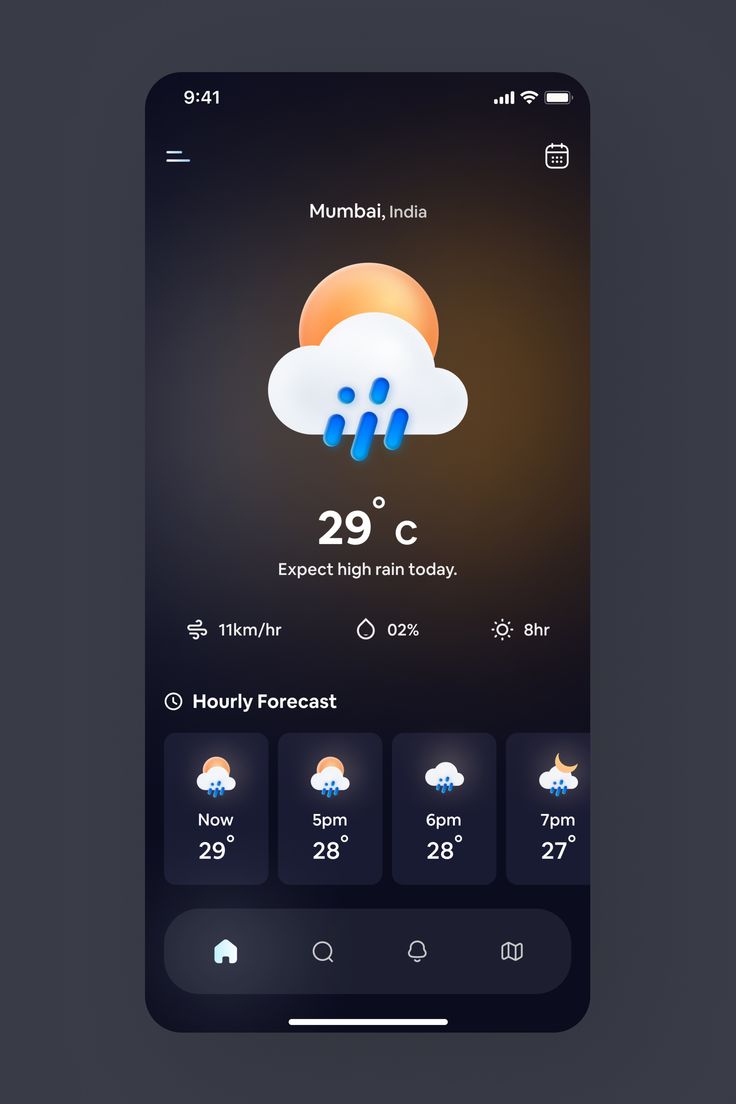 9:41
Mumbai, India
29° C
Expect high rain today.
11km/hr 02% 8hr
Hourly Forecast
Now 5pm 6pm 7pm
29° 28° 28° 27°